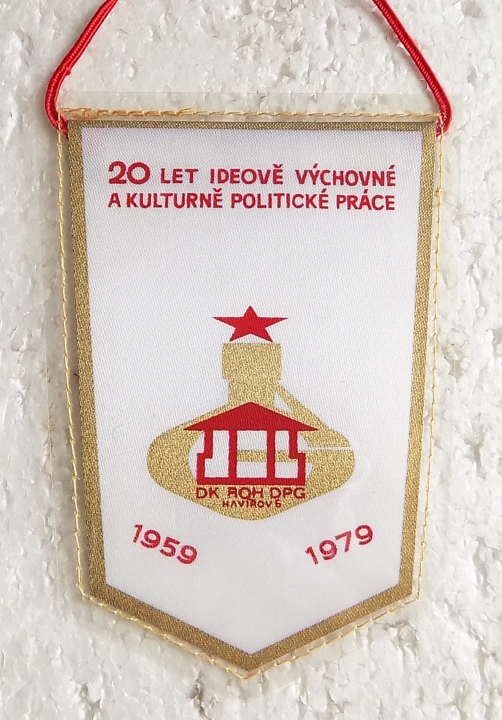 20 LET IDEOVĚ VÝCHOVNÉ
A KULTURNĚ POLITICKÉ PRÁCE
DK ROH DPG
HAVÍŘOV 6
1959
1979